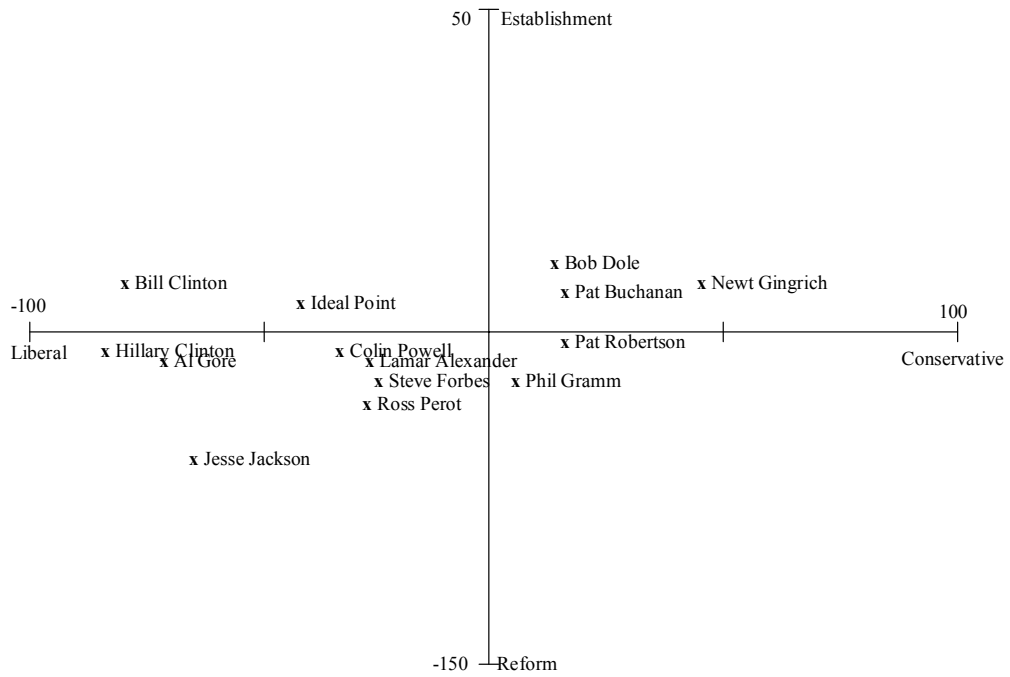 50 Establishment
x Bob Dole
x Bill Clinton
x Newt Gingrich
x Pat Buchanan
x Ideal Point
-100
100
x Pat Robertson
Liberal
x Hillary Clinton
x Colin Powell
Conservative
x Al Gore
x Lamar Alexander
x Steve Forbes
x Phil Gramm
x Ross Perot
x Jesse Jackson
-150 Reform